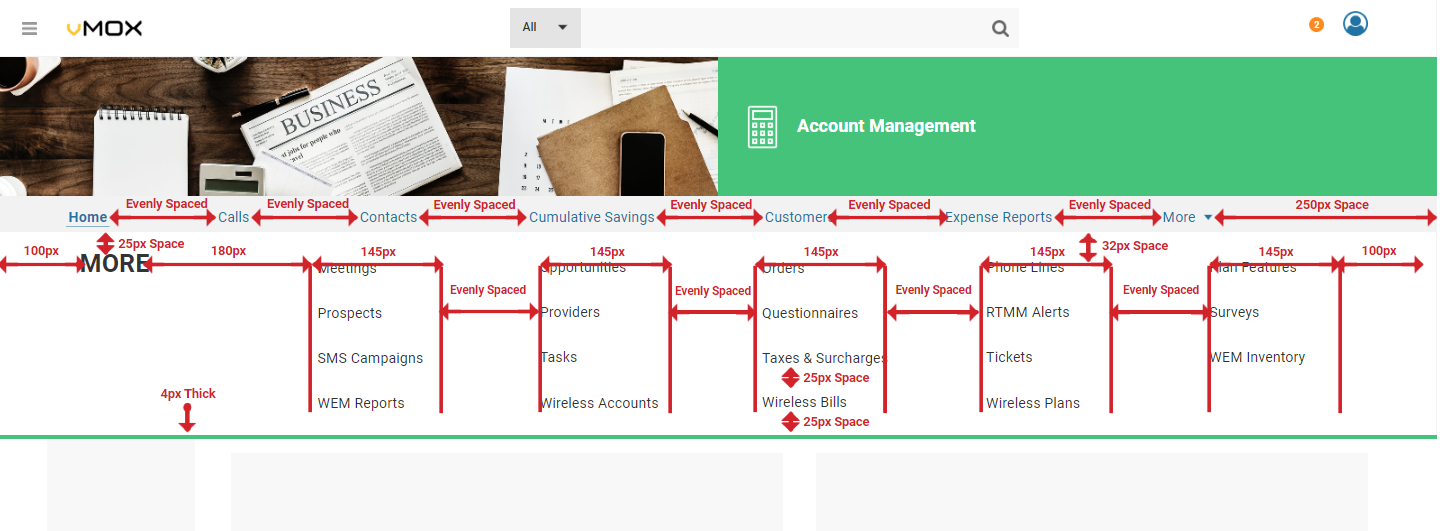 vMOX
All
2
BUSINESS
Account Management
Evenly Spaced Evenly Spaced Evenly Spaced Evenly Spaced Evenly Spaced Evenly Spaced 250px Space
Home Calls Contacts Cumulative Savings Customers Expense Reports More
100px 25px Space 180px 145px 145px 145px 145px 32px Space 145px 100px
MORE Meetings Opportunities Orders Phone Lines Plan Features
Evenly Spaced Evenly Spaced Evenly Spaced Evenly Spaced
Prospects Providers Questionnaires RTMM Alerts Surveys
SMS Campaigns Tasks Taxes & Surcharges Tickets WEM Inventory
25px Space
4px Thick
WEM Reports Wireless Accounts Wireless Bills Wireless Plans
25px Space